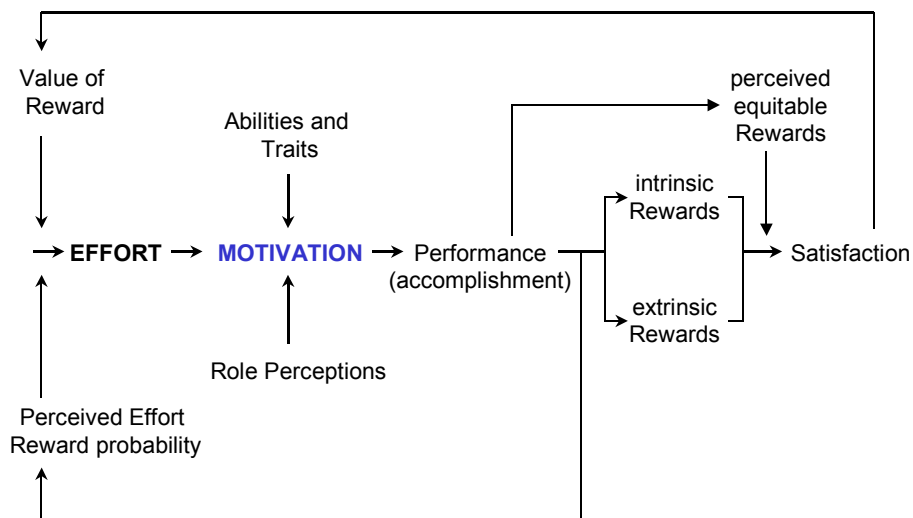 Value of
Reward
Abilities and
Traits
perceived
equitable
Rewards
intrinsic
Rewards
EFFORT
MOTIVATION
Performance
(accomplishment)
Satisfaction
extrinsic
Rewards
Role Perceptions
Perceived Effort
Reward probability